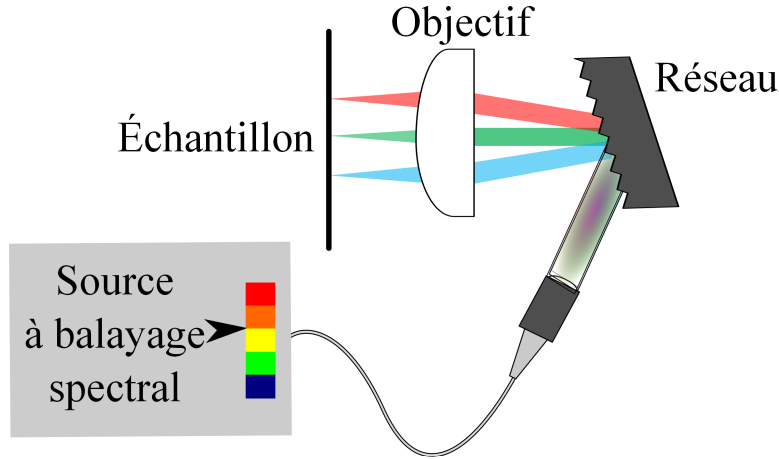 Objectif
Réseau
Échantillon
Source
à balayage
spectral